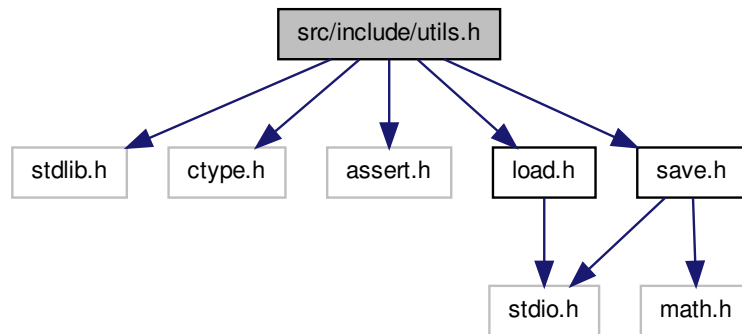 src/include/utils.h
stdlib.h
ctype.h
assert.h
load.h
save.h
stdio.h
math.h